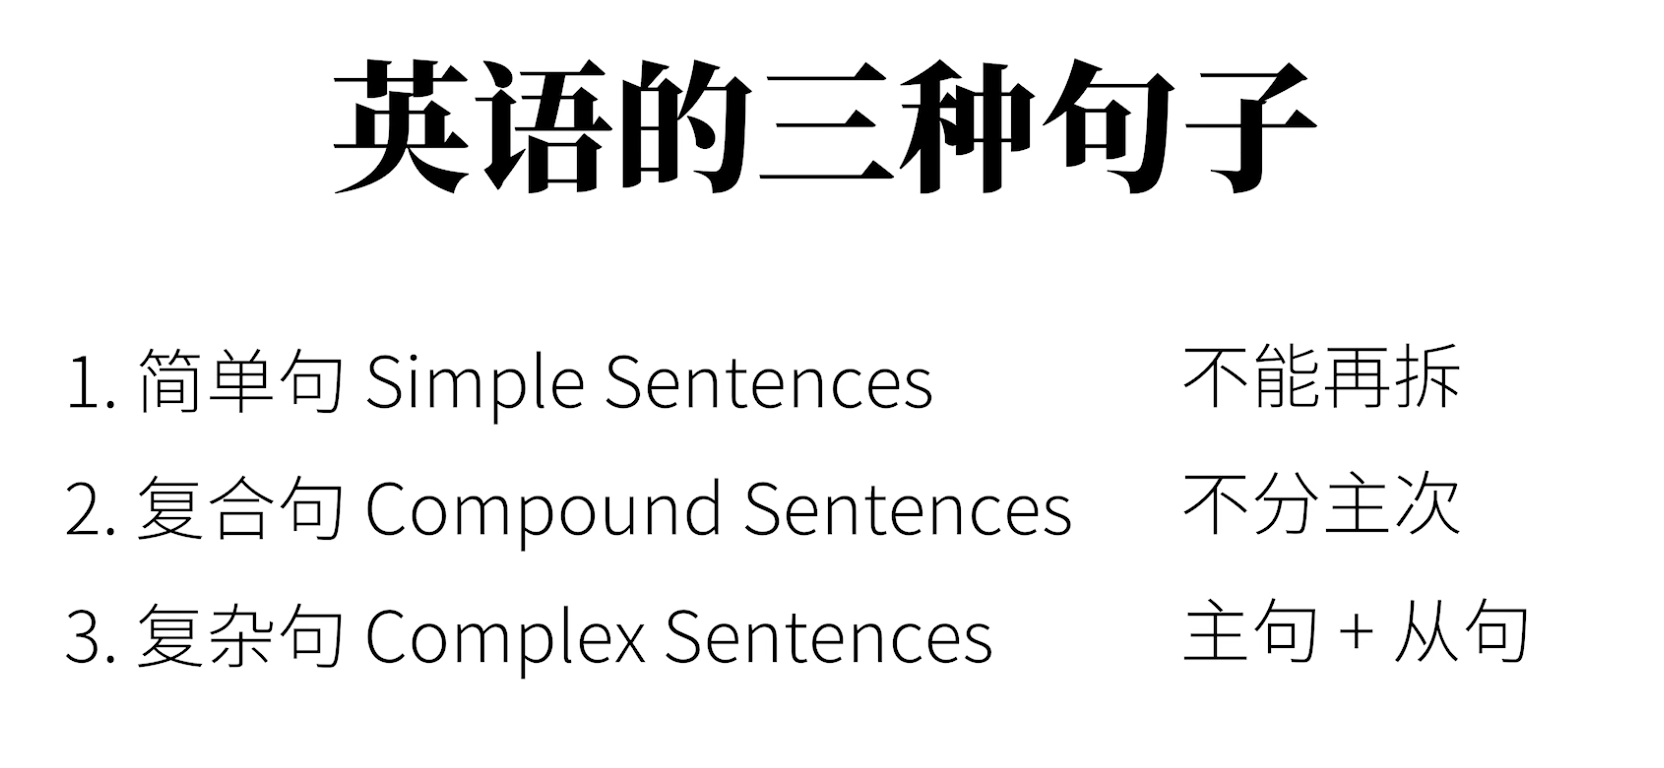 英语的三种句子
1. 简单句 Simple Sentences 不能再拆
2. 复合句 Compound Sentences 不分主次
3. 复杂句 Complex Sentences 主句 + 从句